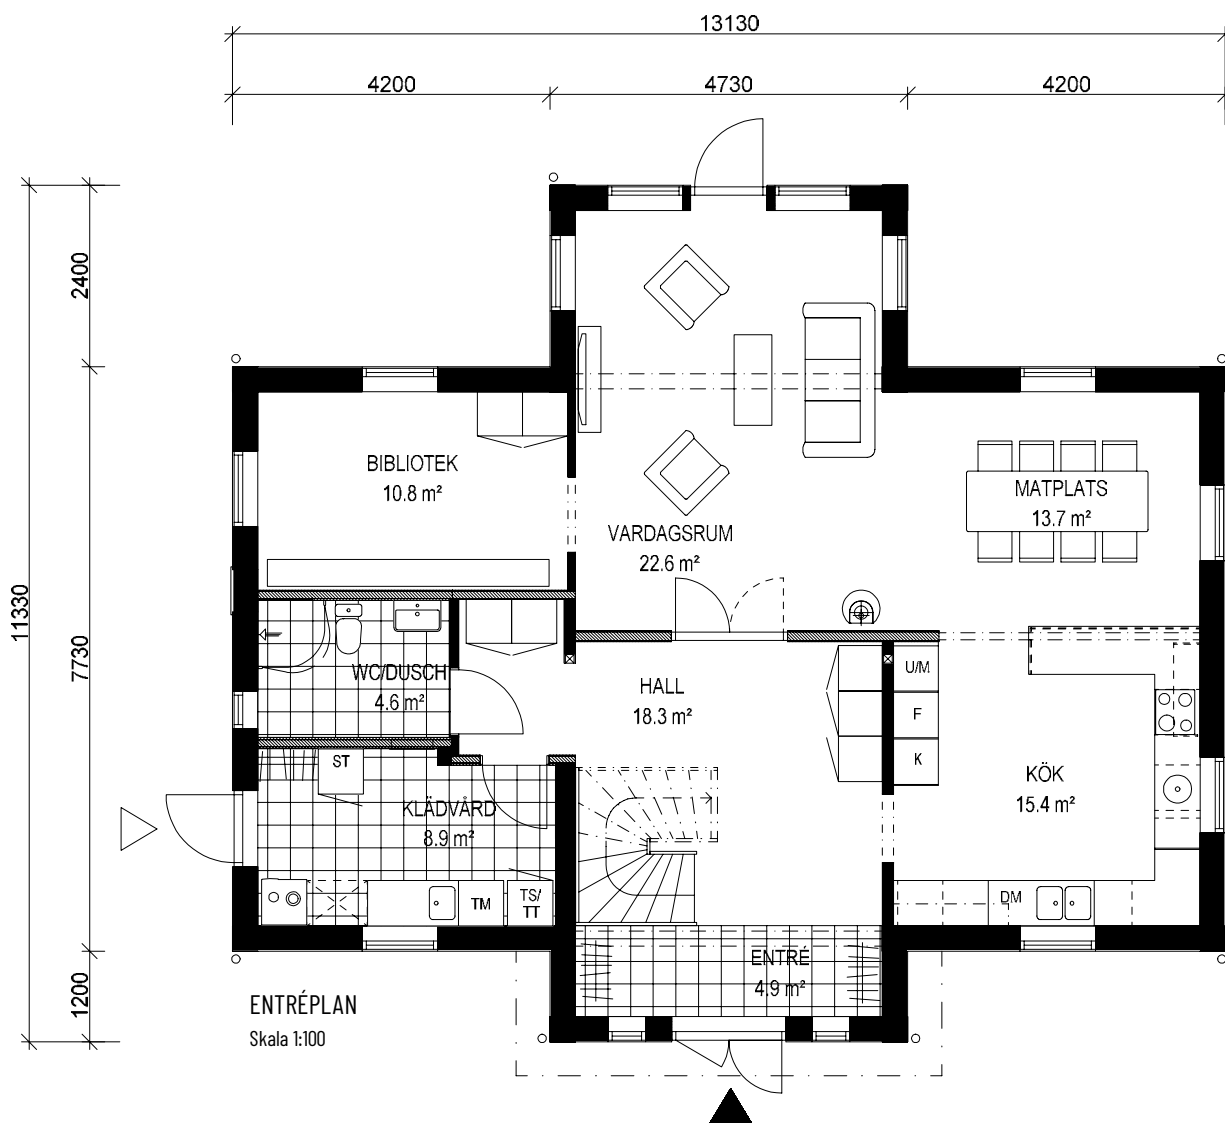 13130
4200
4730
4200
2400
11330
7730
1200
BIBLIOTEK
10.8 m²
MATPLATS
13.7 m²
VARDAGSRUM
22.6 m²
WC/DUSCH
4.6 m²
HALL
18.3 m²
U/M
F
K
ST
KÖK
15.4 m²
KLÄDVÅRD
8.9 m²
TM
TS/
TT
DM
ENTRÉ
4.9 m²
ENTRÉPLAN
Skala 1:100